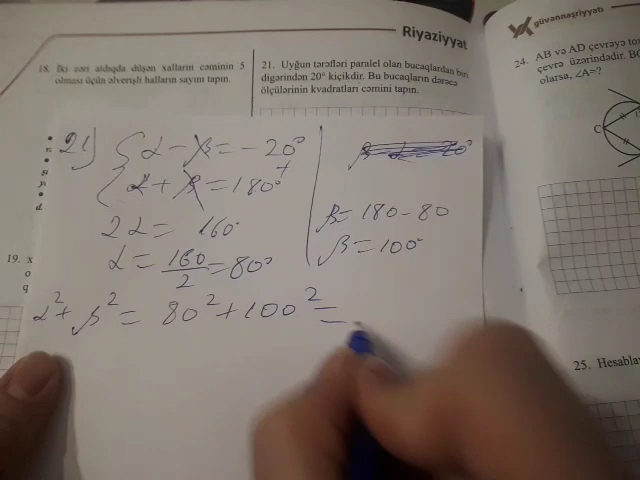 Riyaziyyat
güvənnəşriyyatı
18. İki zəri atdıqda düşən xalların cəminin 5
olması üçün əlverişli halların sayını tapın.
21. Uyğun tərəfləri paralel olan bucaqlardan biri
digərindən 20° kiçikdir. Bu bucaqların dərəcə
ölçülərinin kvadratları cəmini tapın.
24. AB və AD çevrəyə
çevrə üzərindədir.
olarsa, ∠A=?
C
19. x
21) α - β = - 20°
α + β = 180° +
2α = 160°
α = 160/2 = 80°
β = 180 - 80
β = 100°
α² + β² = 80² + 100² =
25. Hesabla